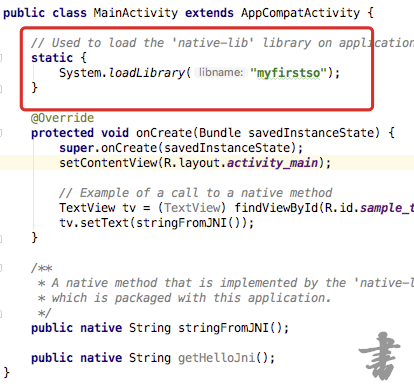 public class MainActivity extends AppCompatActivity {
// Used to load the 'native-lib' library on application
static {
System.loadLibrary( libname: "myfirstso");
}
@Override
protected void onCreate(Bundle savedInstanceState) {
super.onCreate(savedInstanceState);
setContentView(R.layout.activity_main);
// Example of a call to a native method
TextView tv = (TextView) findViewById(R.id.sample_t
tv.setText(stringFromJNI());
}
/**
* A native method that is implemented by the 'native-l
* which is packaged with this application.
*/
public native String stringFromJNI();
public native String getHelloJni();
}
書